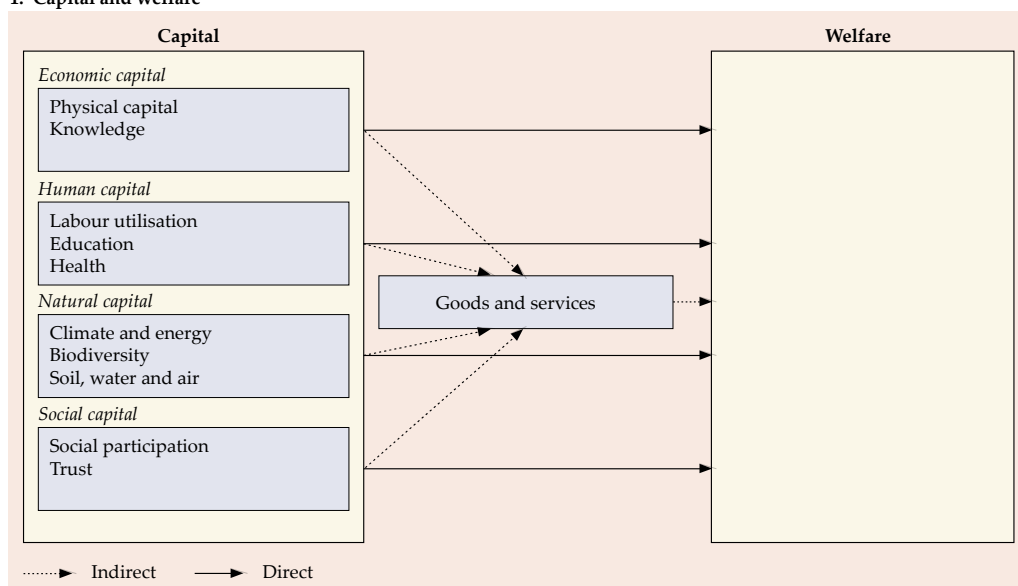 1. Capital and welfare
Capital
Welfare
Economic capital
Physical capital
Knowledge
Human capital
Labour utilisation
Education
Health
Natural capital
Goods and services
Climate and energy
Biodiversity
Soil, water and air
Social capital
Social participation
Trust
Indirect
Direct